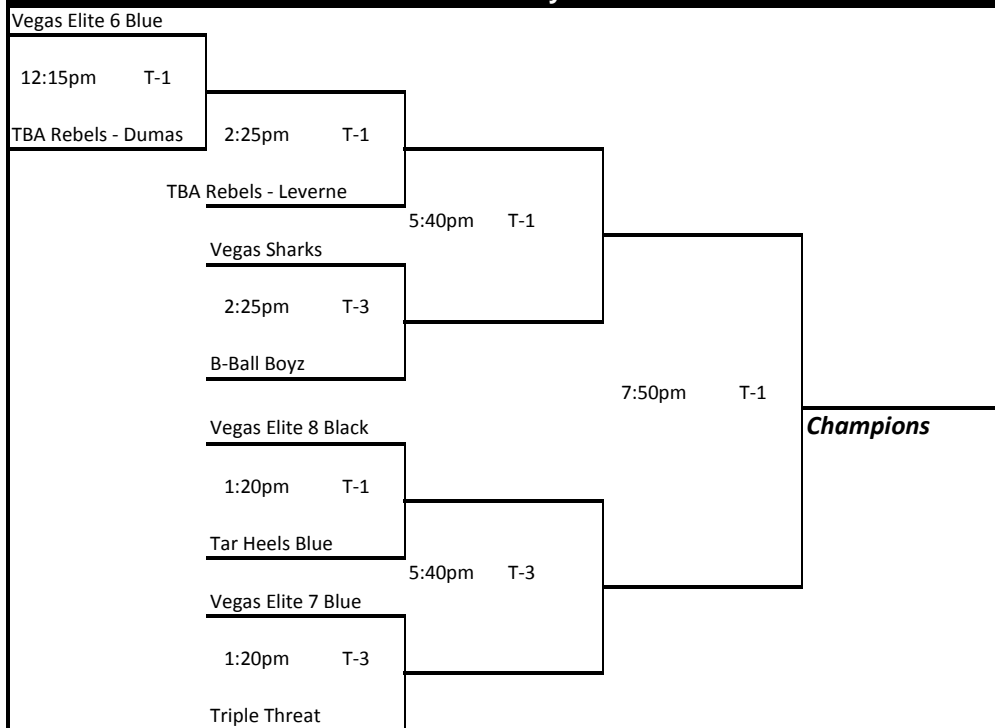 Vegas Elite 6 Blue
12:15pm T-1
TBA Rebels - Dumas
2:25pm T-1
TBA Rebels - Leverne
5:40pm T-1
Vegas Sharks
2:25pm T-3
B-Ball Boyz
7:50pm T-1
Champions
Vegas Elite 8 Black
1:20pm T-1
Tar Heels Blue
5:40pm T-3
Vegas Elite 7 Blue
1:20pm T-3
Triple Threat